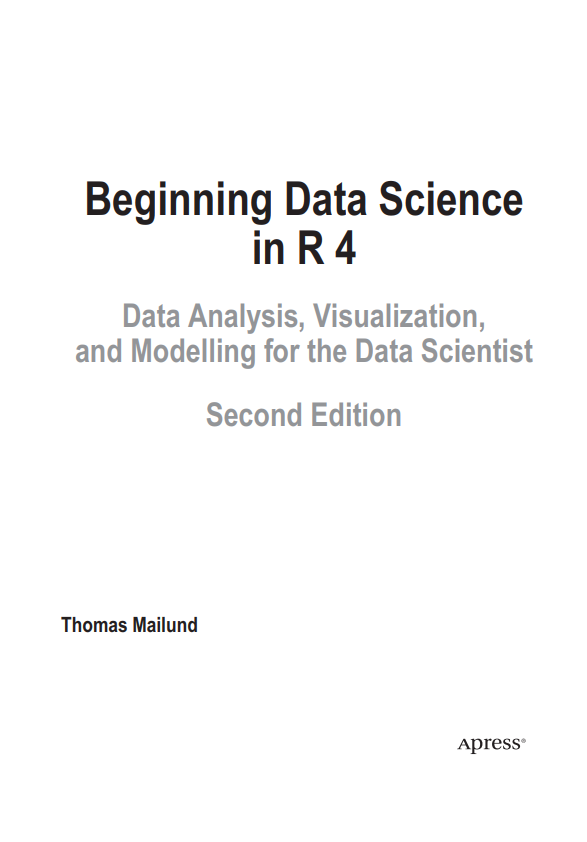 Beginning Data Science
in R 4
Data Analysis, Visualization,
and Modelling for the Data Scientist
Second Edition
Thomas Mailund
Apress®